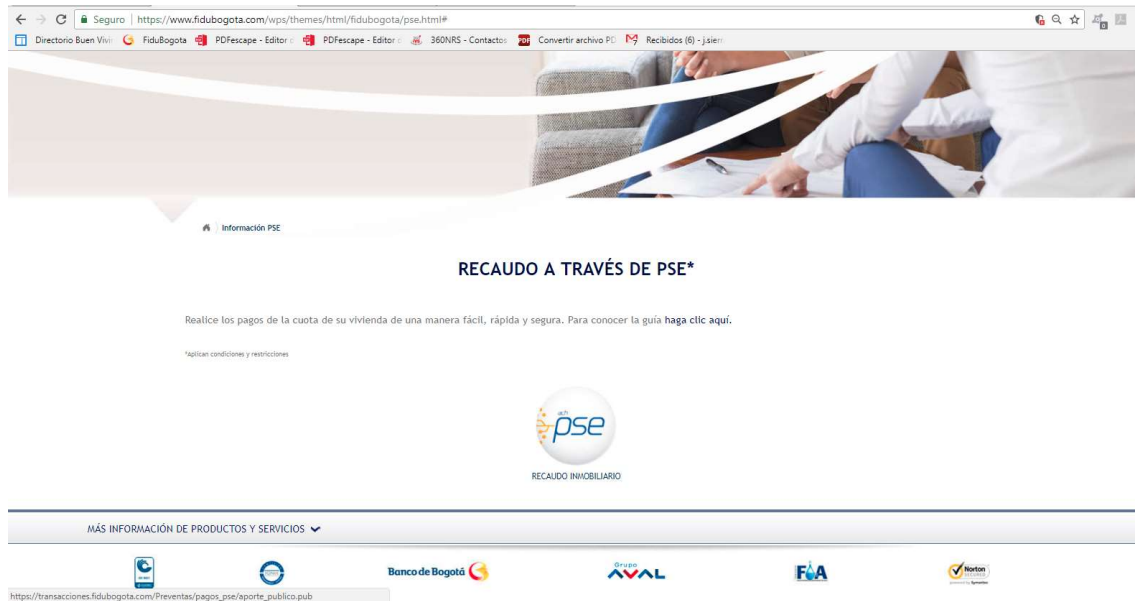 Seguro | https://www.fidubogota.com/wps/themes/html/fidubogota/pse.html#
Directorio Buen Vivi FiduBogota PDFescape - Editor d PDFescape - Editor d 360NRS - Contactos PDF Convertir archivo PD Recibidos (6) - j.sierr
Información PSE
RECAUDO A TRAVÉS DE PSE*
Realice los pagos de la cuota de su vivienda de una manera fácil, rápida y segura. Para conocer la guía haga clic aquí.
*Aplican condiciones y restricciones
pse
RECAUDO INMOBILIARIO
MÁS INFORMACIÓN DE PRODUCTOS Y SERVICIOS
Banco de Bogotá Grupo AVAL Norton
https://transacciones.fidubogota.com/Preventas/pagos_pse/aporte_publico.pub